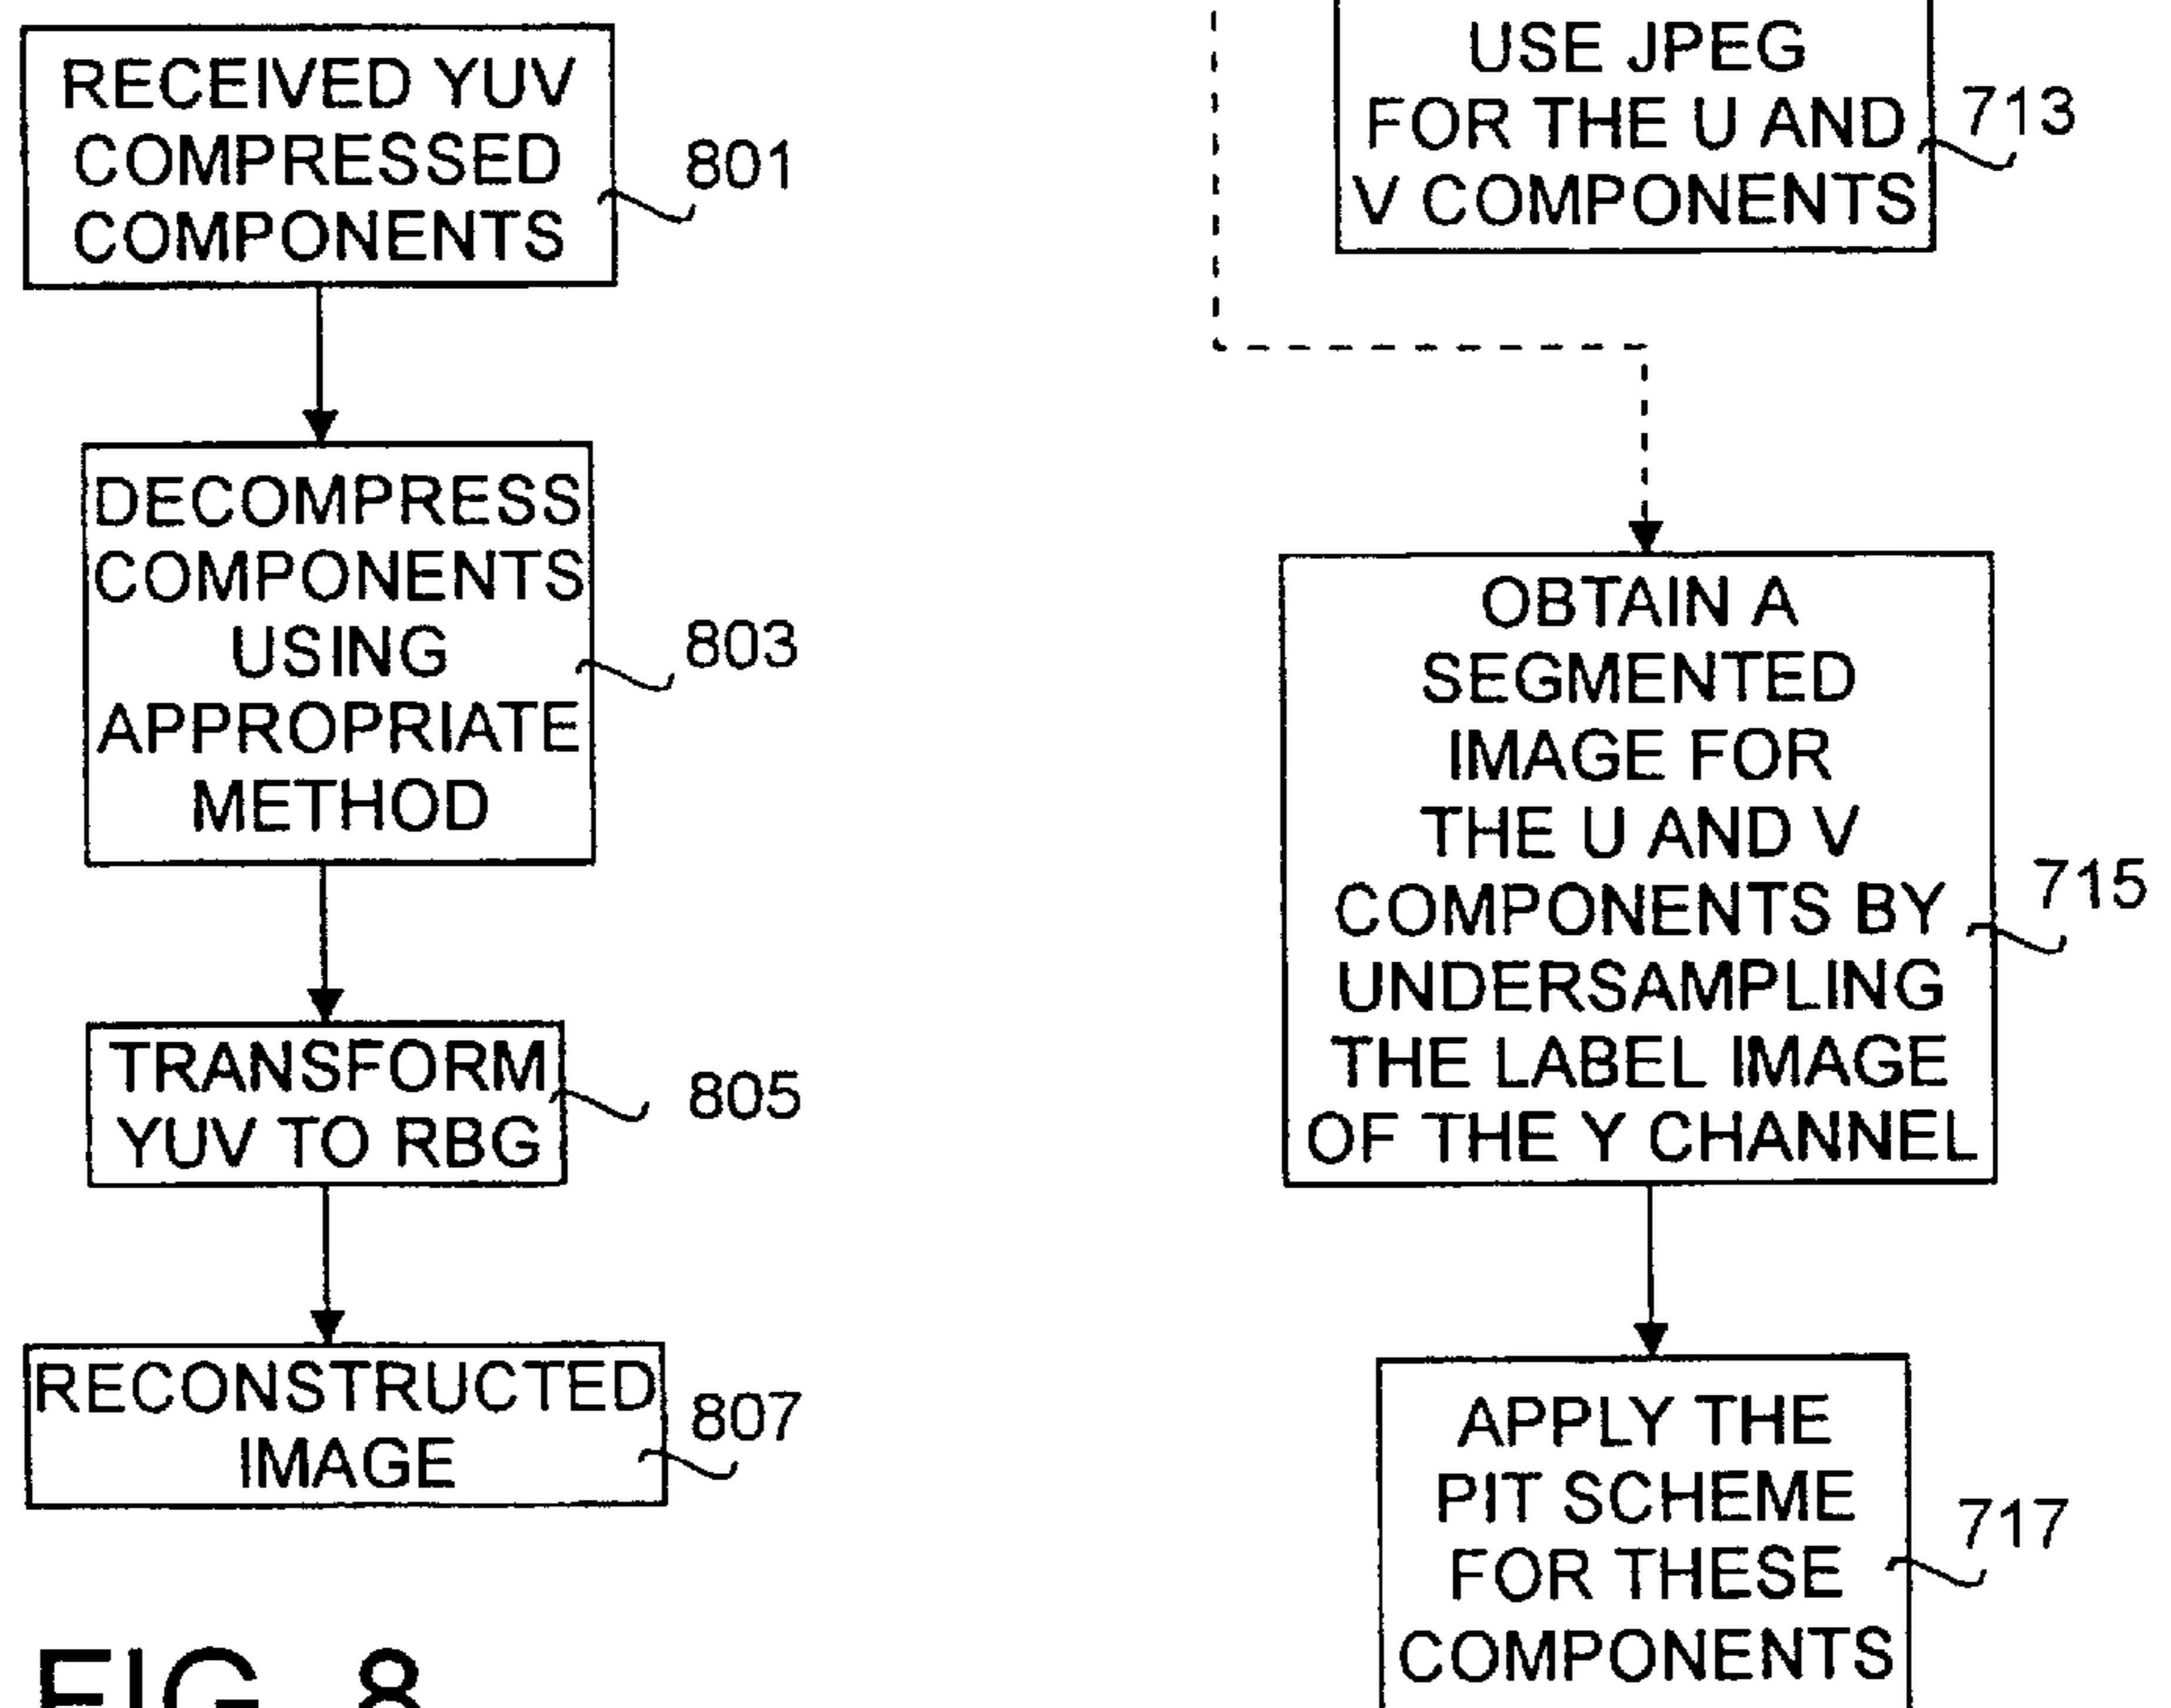 RECEIVED YUV
COMPRESSED
COMPONENTS
801
DECOMPRESS
COMPONENTS
USING
APPROPRIATE
METHOD
803
TRANSFORM
YUV TO RBG
805
RECONSTRUCTED
IMAGE
807
FIG. 8
USE JPEG
FOR THE U AND
V COMPONENTS
713
OBTAIN A
SEGMENTED
IMAGE FOR
THE U AND V
COMPONENTS BY
UNDERSAMPLING
THE LABEL IMAGE
OF THE Y CHANNEL
715
APPLY THE
PIT SCHEME
FOR THESE
COMPONENTS
717